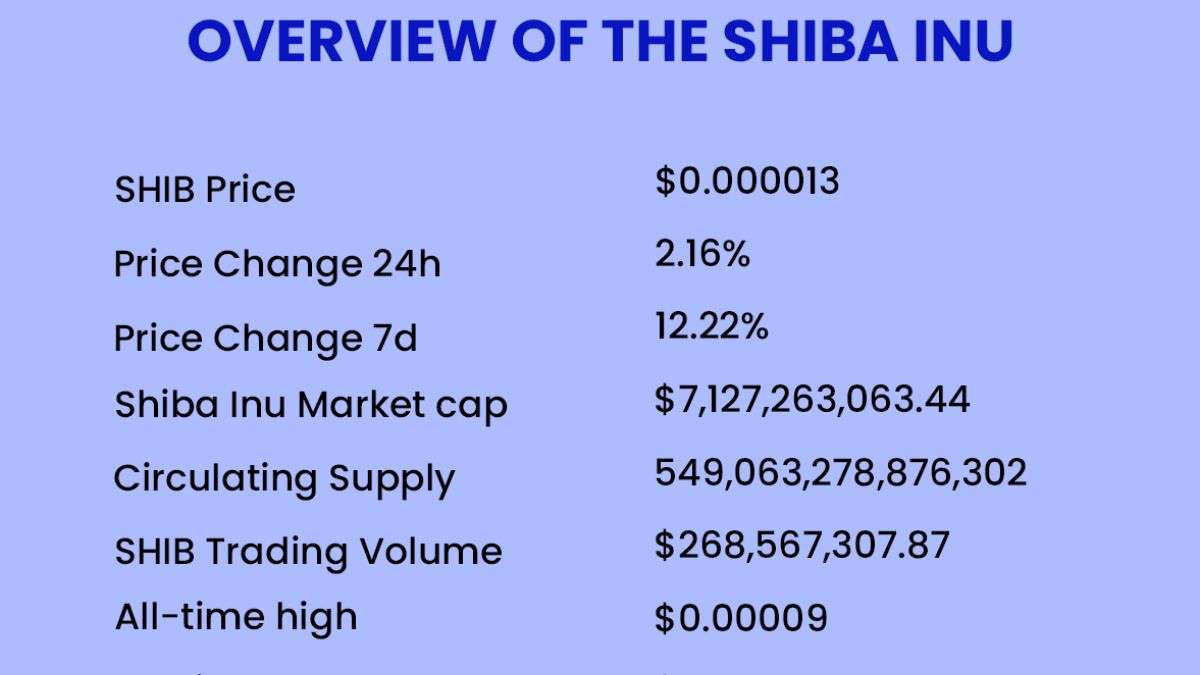 OVERVIEW OF THE SHIBA INU
SHIB Price $0.000013
Price Change 24h 2.16%
Price Change 7d 12.22%
Shiba Inu Market cap $7,127,263,063.44
Circulating Supply 549,063,278,876,302
SHIB Trading Volume $268,567,307.87
All-time high $0.00009